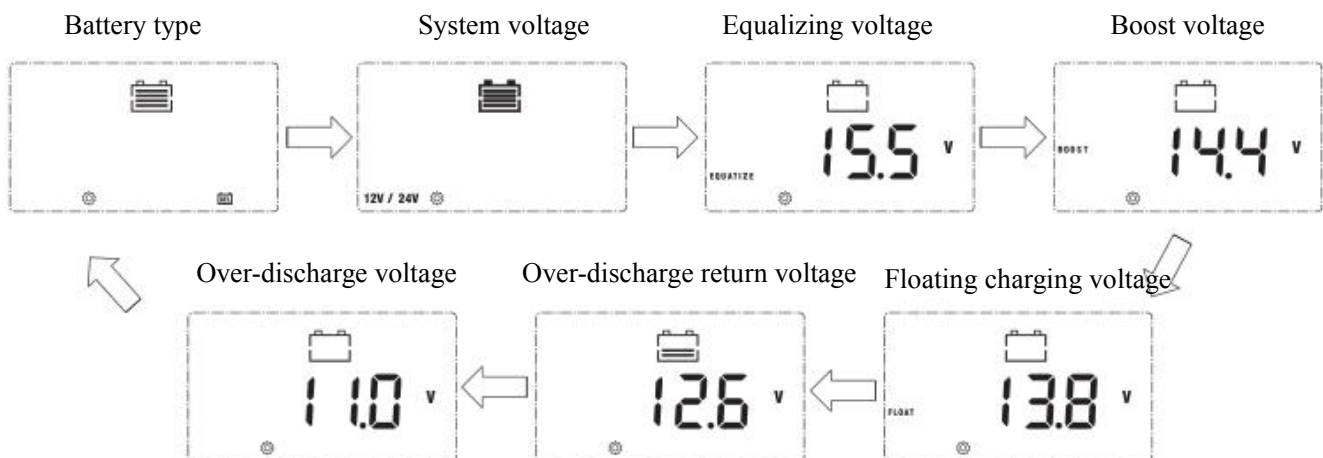 Battery type
System voltage
Equalizing voltage
Boost voltage
12V / 24V
15.5 V
EQUATIZE
14.4 V
BOOST
Over-discharge voltage
Over-discharge return voltage
Floating charging voltage
11.0 V
12.6 V
13.8 V
FLOAT